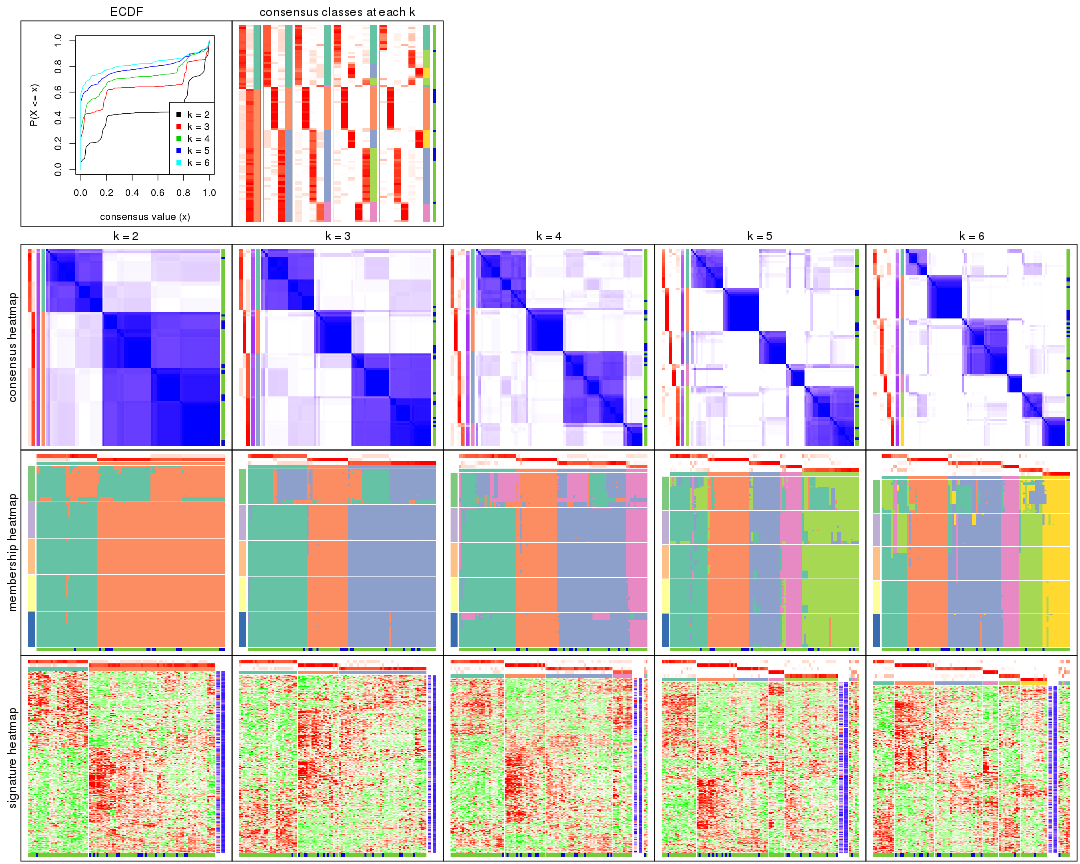 ECDF
consensus classes at each k
P(X <= x)
0.0 0.2 0.4 0.6 0.8 1.0
k = 2
k = 3
k = 4
k = 5
k = 6
0.0 0.2 0.4 0.6 0.8 1.0
consensus value (x)
k = 2 k = 3 k = 4 k = 5 k = 6
consensus heatmap
membership heatmap
signature heatmap